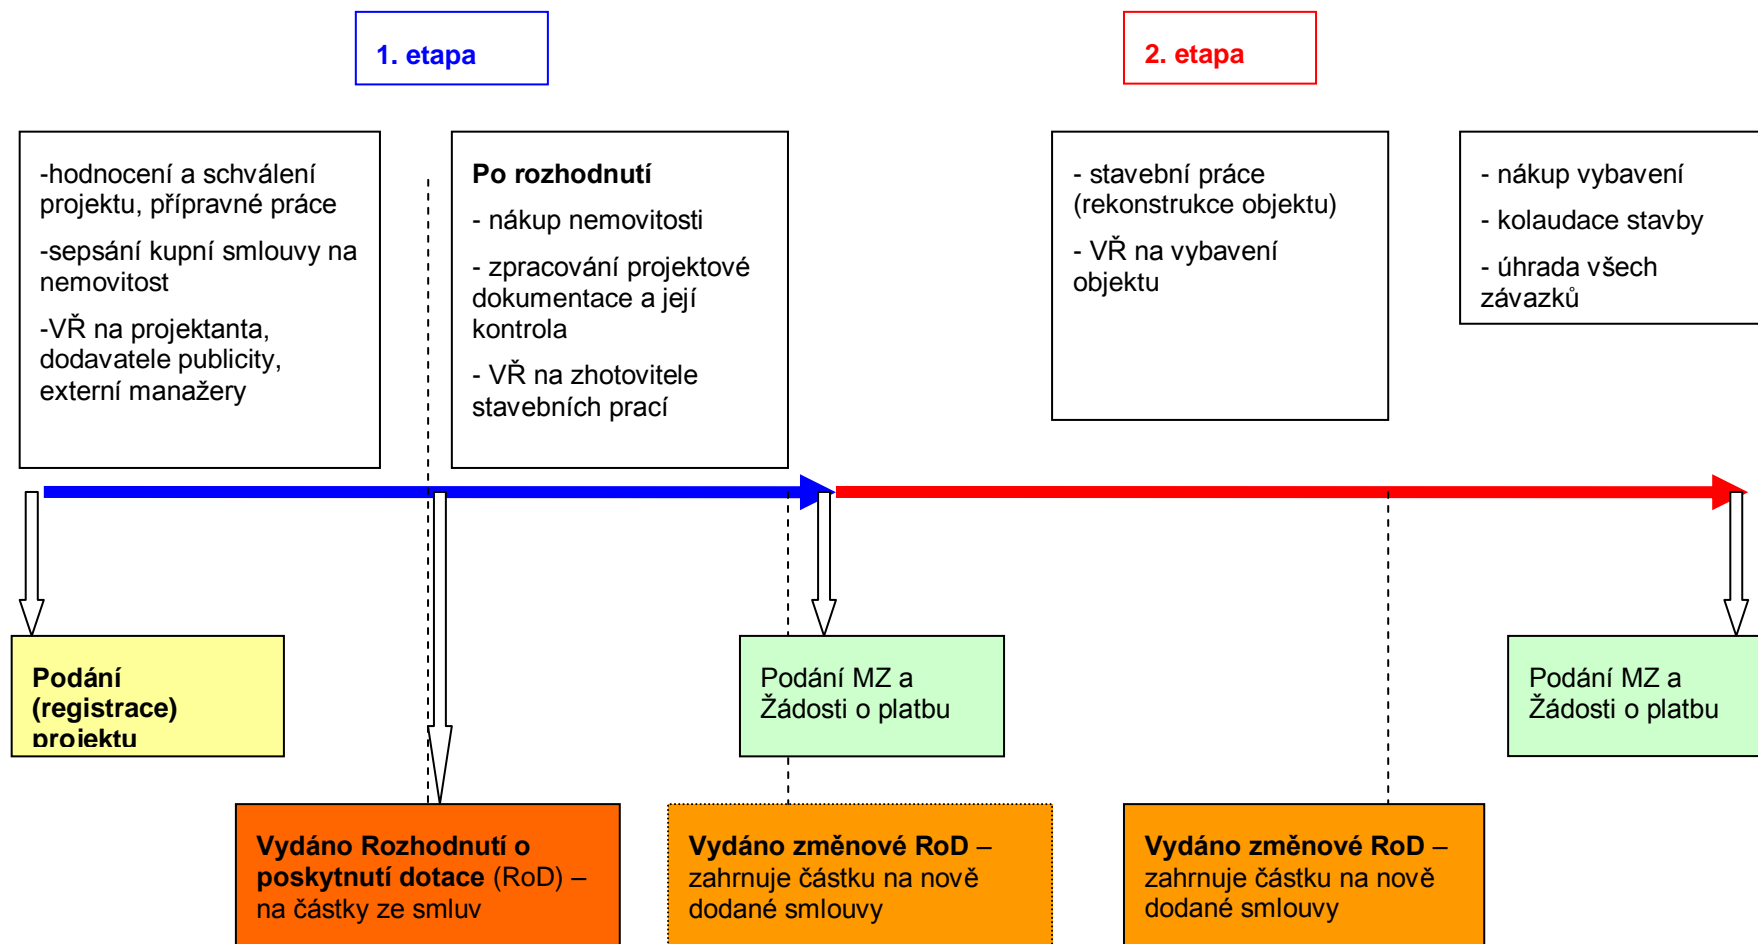 1. etapa
2. etapa
-hodnocení a schválení
projektu, přípravné práce
-sepsání kupní smlouvy na
nemovitost
-VŘ na projektanta,
dodavatele publicity,
externí manažery
Po rozhodnutí
- nákup nemovitosti
- zpracování projektové
dokumentace a její
kontrola
- VŘ na zhotovitele
stavebních prací
- stavební práce
(rekonstrukce objektu)
- VŘ na vybavení
objektu
- nákup vybavení
- kolaudace stavby
- úhrada všech
závazků
Podání
(registrace)
projektu
Podání MZ a
Žádosti o platbu
Podání MZ a
Žádosti o platbu
Vydáno Rozhodnutí o
poskytnutí dotace (RoD) –
na částky ze smluv
Vydáno změnové RoD –
zahrnuje částku na nově
dodané smlouvy
Vydáno změnové RoD –
zahrnuje částku na nově
dodané smlouvy